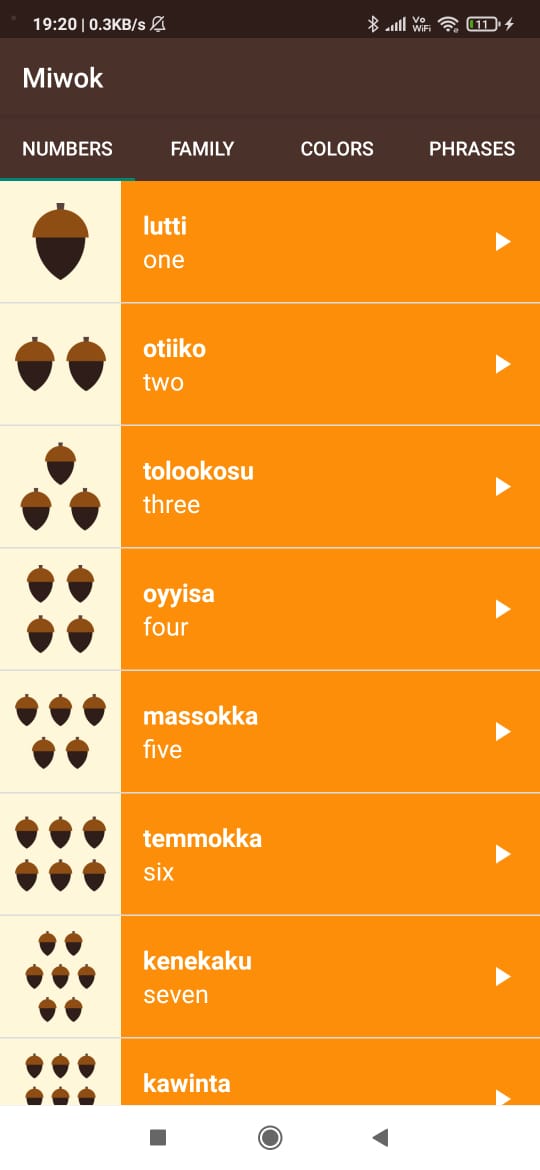 19:20 | 0.3KB/s
Vo
WiFi
11
Miwok
NUMBERS FAMILY COLORS PHRASES
lutti
one
otiiko
two
tolookosu
three
oyyisa
four
massokka
five
temmokka
six
kenekaku
seven
kawinta